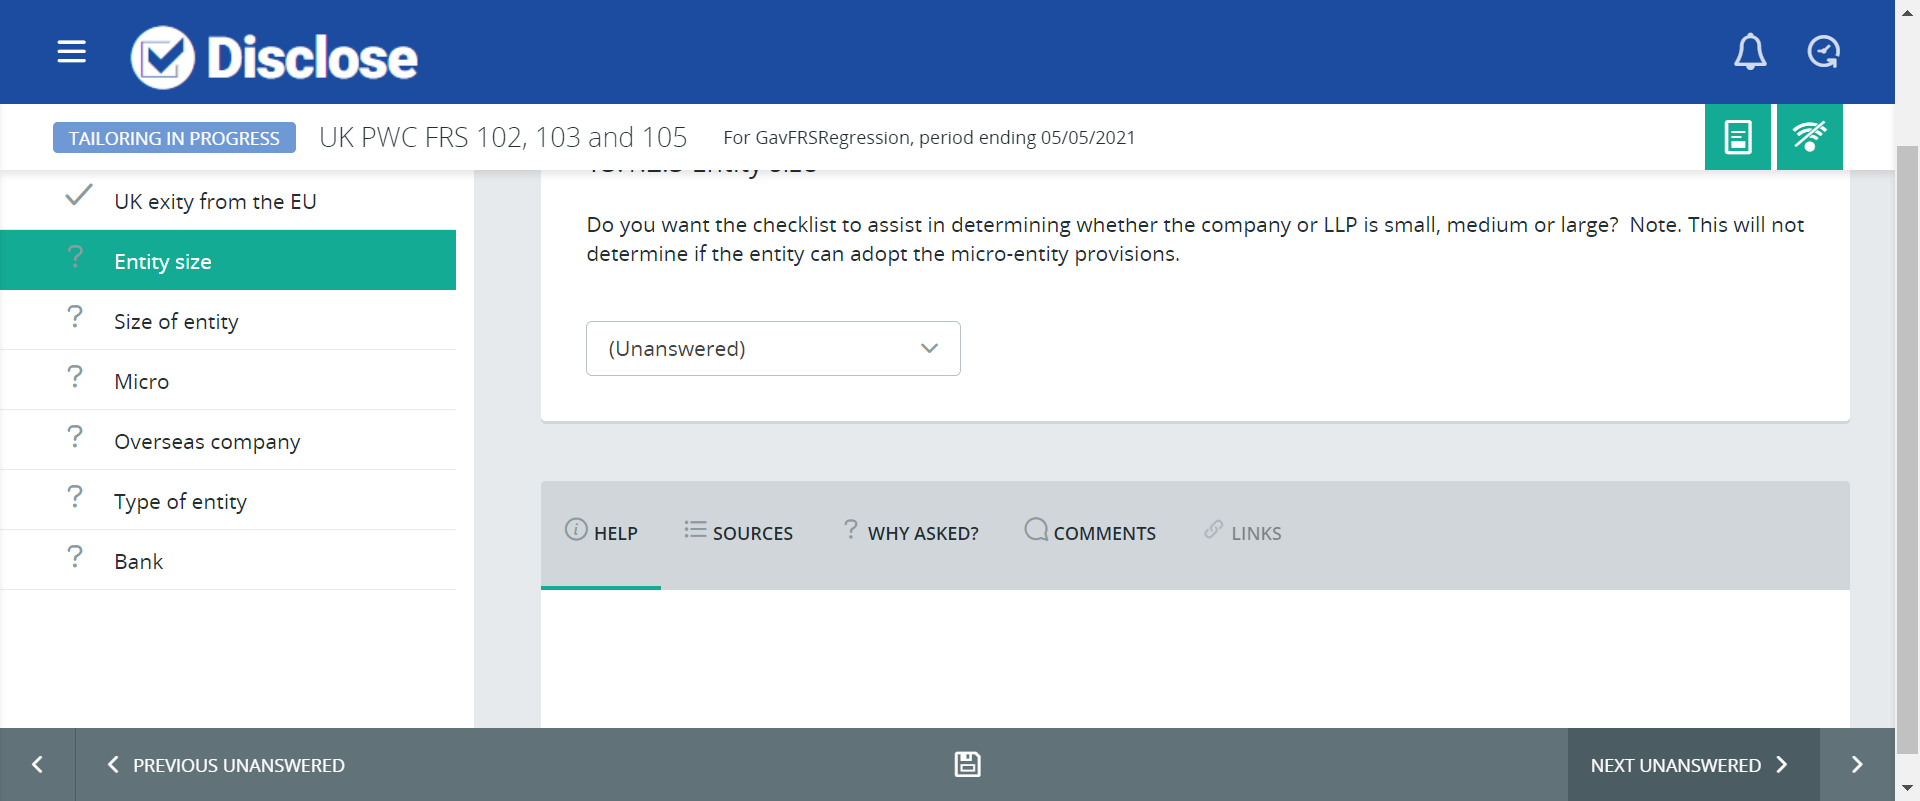 Disclose
TAILORING IN PROGRESS
UK PWC FRS 102, 103 and 105
For GavFRSRegression, period ending 05/05/2021
UK exity from the EU
Entity size
Size of entity
Micro
Overseas company
Type of entity
Bank
Do you want the checklist to assist in determining whether the company or LLP is small, medium or large?  Note. This will not
determine if the entity can adopt the micro-entity provisions.
(Unanswered)
HELP
SOURCES
WHY ASKED?
COMMENTS
LINKS
PREVIOUS UNANSWERED
NEXT UNANSWERED